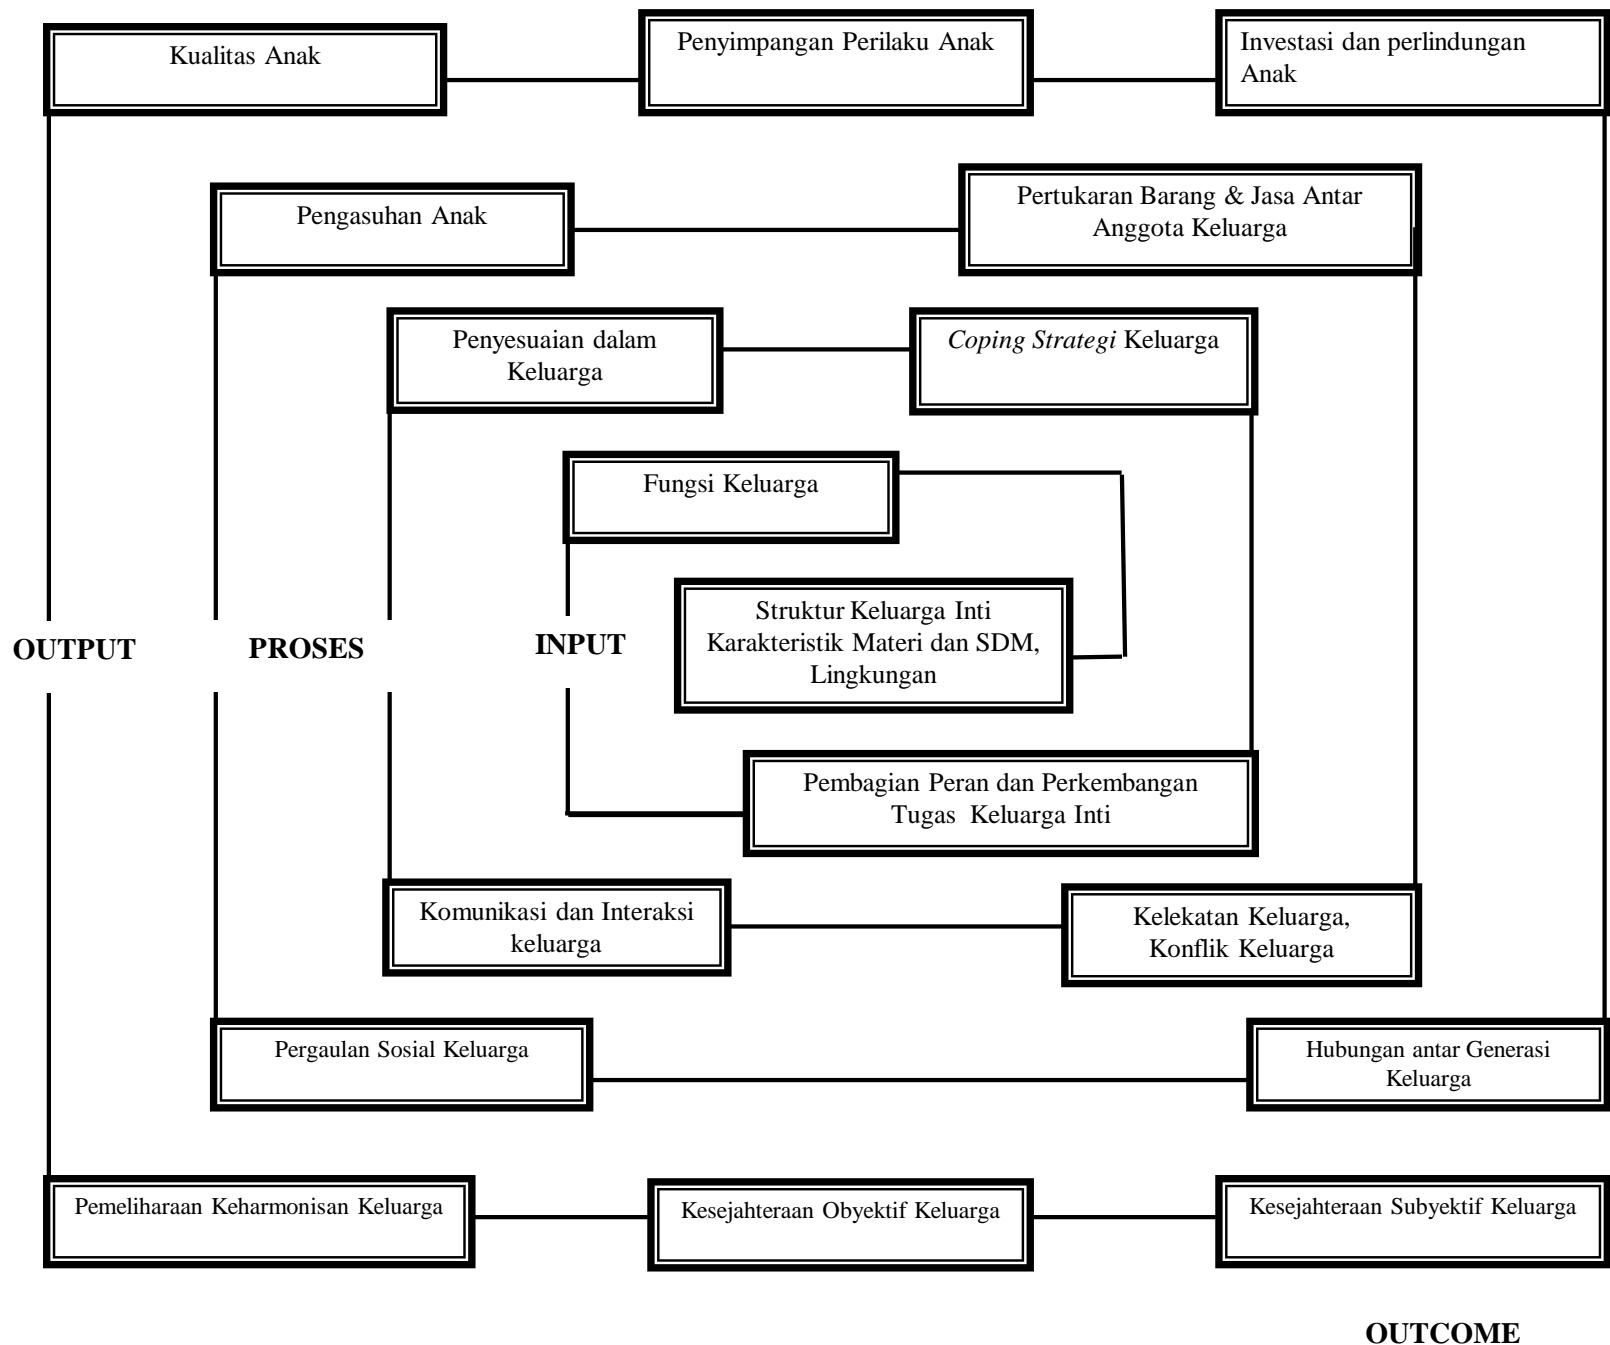 Kualitas Anak
Penyimpangan Perilaku Anak
Investasi dan perlindungan
Anak
Pengasuhan Anak
Pertukaran Barang & Jasa Antar
Anggota Keluarga
Penyesuaian dalam
Keluarga
Coping Strategi Keluarga
Fungsi Keluarga
Struktur Keluarga Inti
Karakteristik Materi dan SDM,
Lingkungan
OUTPUT
PROSES
INPUT
Pembagian Peran dan Perkembangan
Tugas Keluarga Inti
Komunikasi dan Interaksi
keluarga
Kelekatan Keluarga,
Konflik Keluarga
Pergaulan Sosial Keluarga
Hubungan antar Generasi
Keluarga
Pemeliharaan Keharmonisan Keluarga
Kesejahteraan Obyektif Keluarga
Kesejahteraan Subyektif Keluarga
OUTCOME